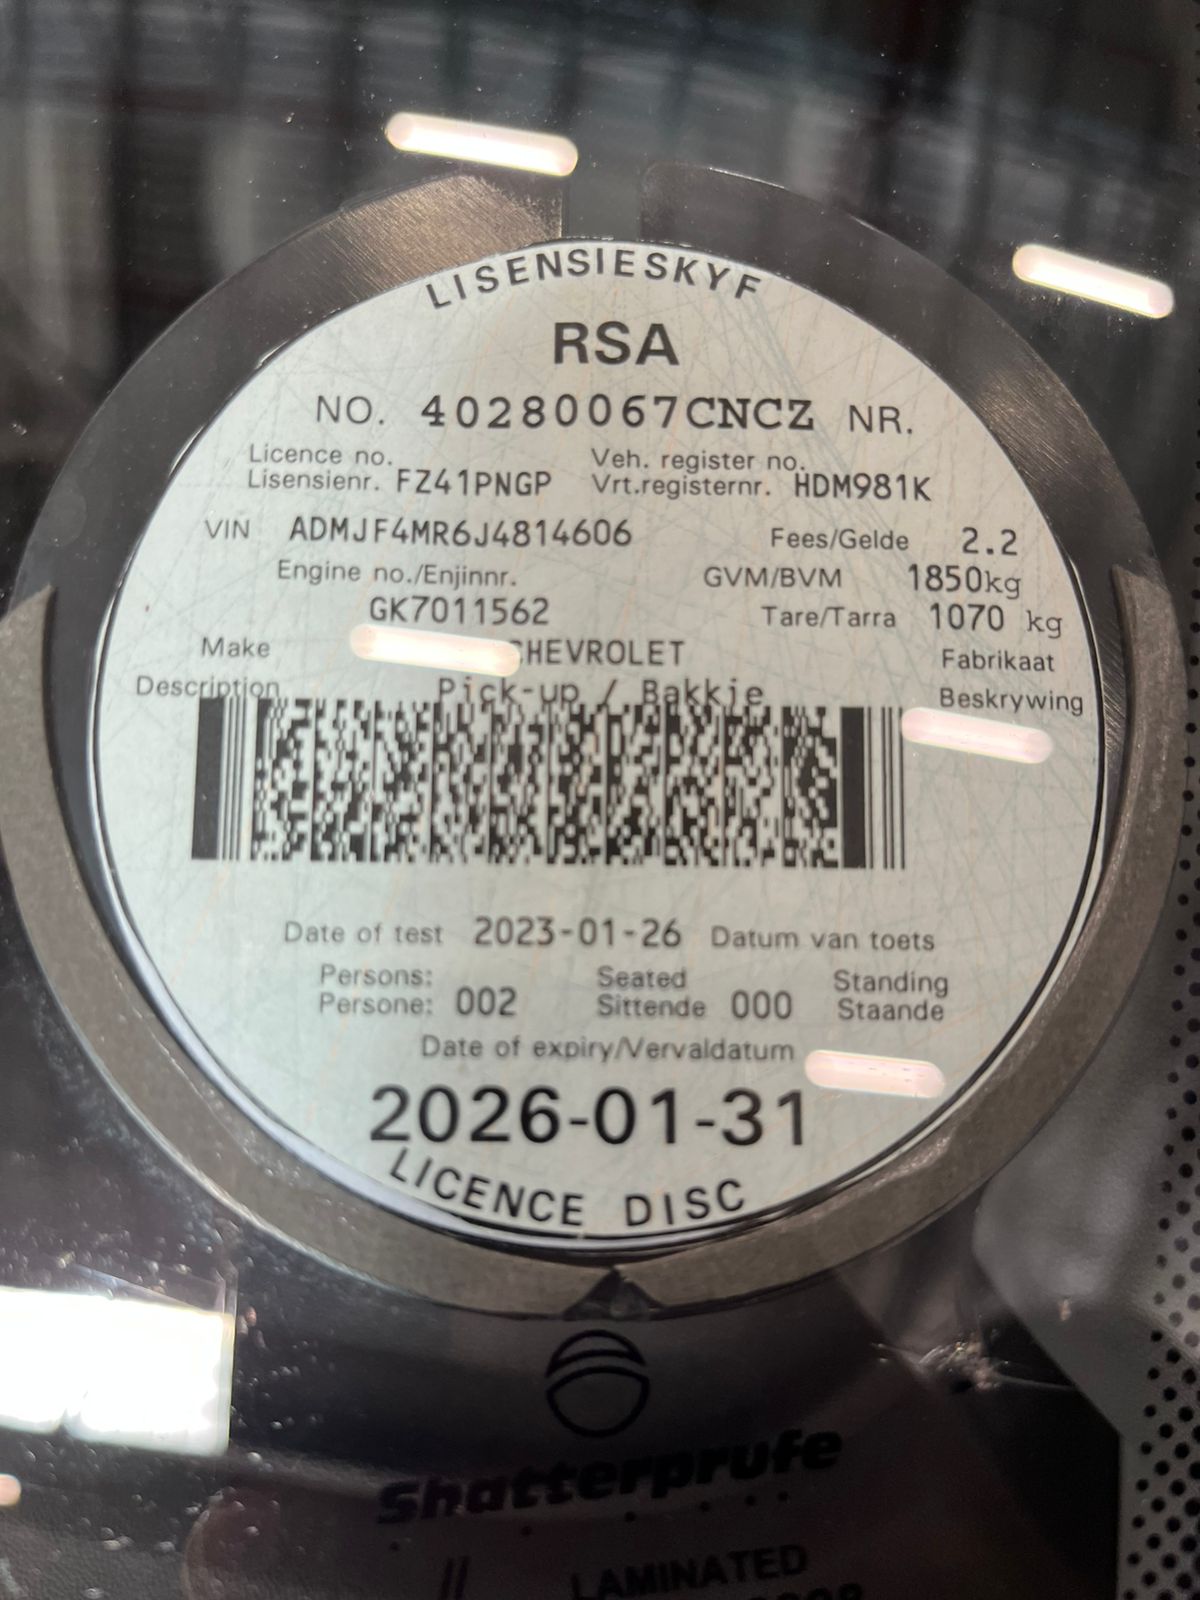 LISENSIESKYF
RSA
NO. 40280067CNCZ NR.
Licence no. Veh. register no.
Lisensienr. FZ41PNGP Vrt.registernr. HDM981K
VIN ADMJF4MR6J4814606 Fees/Gelde 2.2
Engine no./Enjinnr. GVM/BVM 1850kg
GK7011562 Tare/Tarra 1070 kg
Make CHEVROLET Fabrikaat
Description Pick-up / Bakkie Beskrywing
Date of test 2023-01-26 Datum van toets
Persons: Seated Standing
Persone: 002 Sittende 000 Staande
Date of expiry/Vervaldatum
2026-01-31
LICENCE DISC
Shatterprufe
LAMINATED